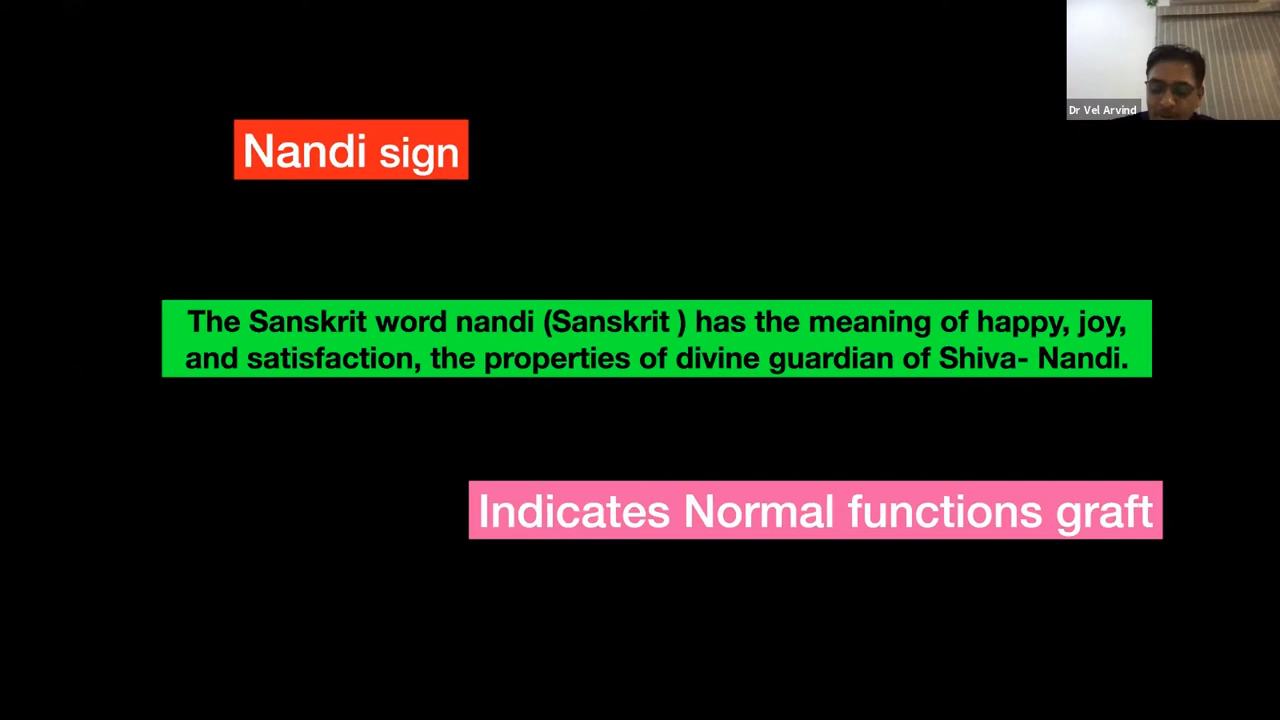 Dr Vel Arvind
Nandi sign
The Sanskrit word nandi (Sanskrit ) has the meaning of happy, joy,
and satisfaction, the properties of divine guardian of Shiva- Nandi.
Indicates Normal functions graft